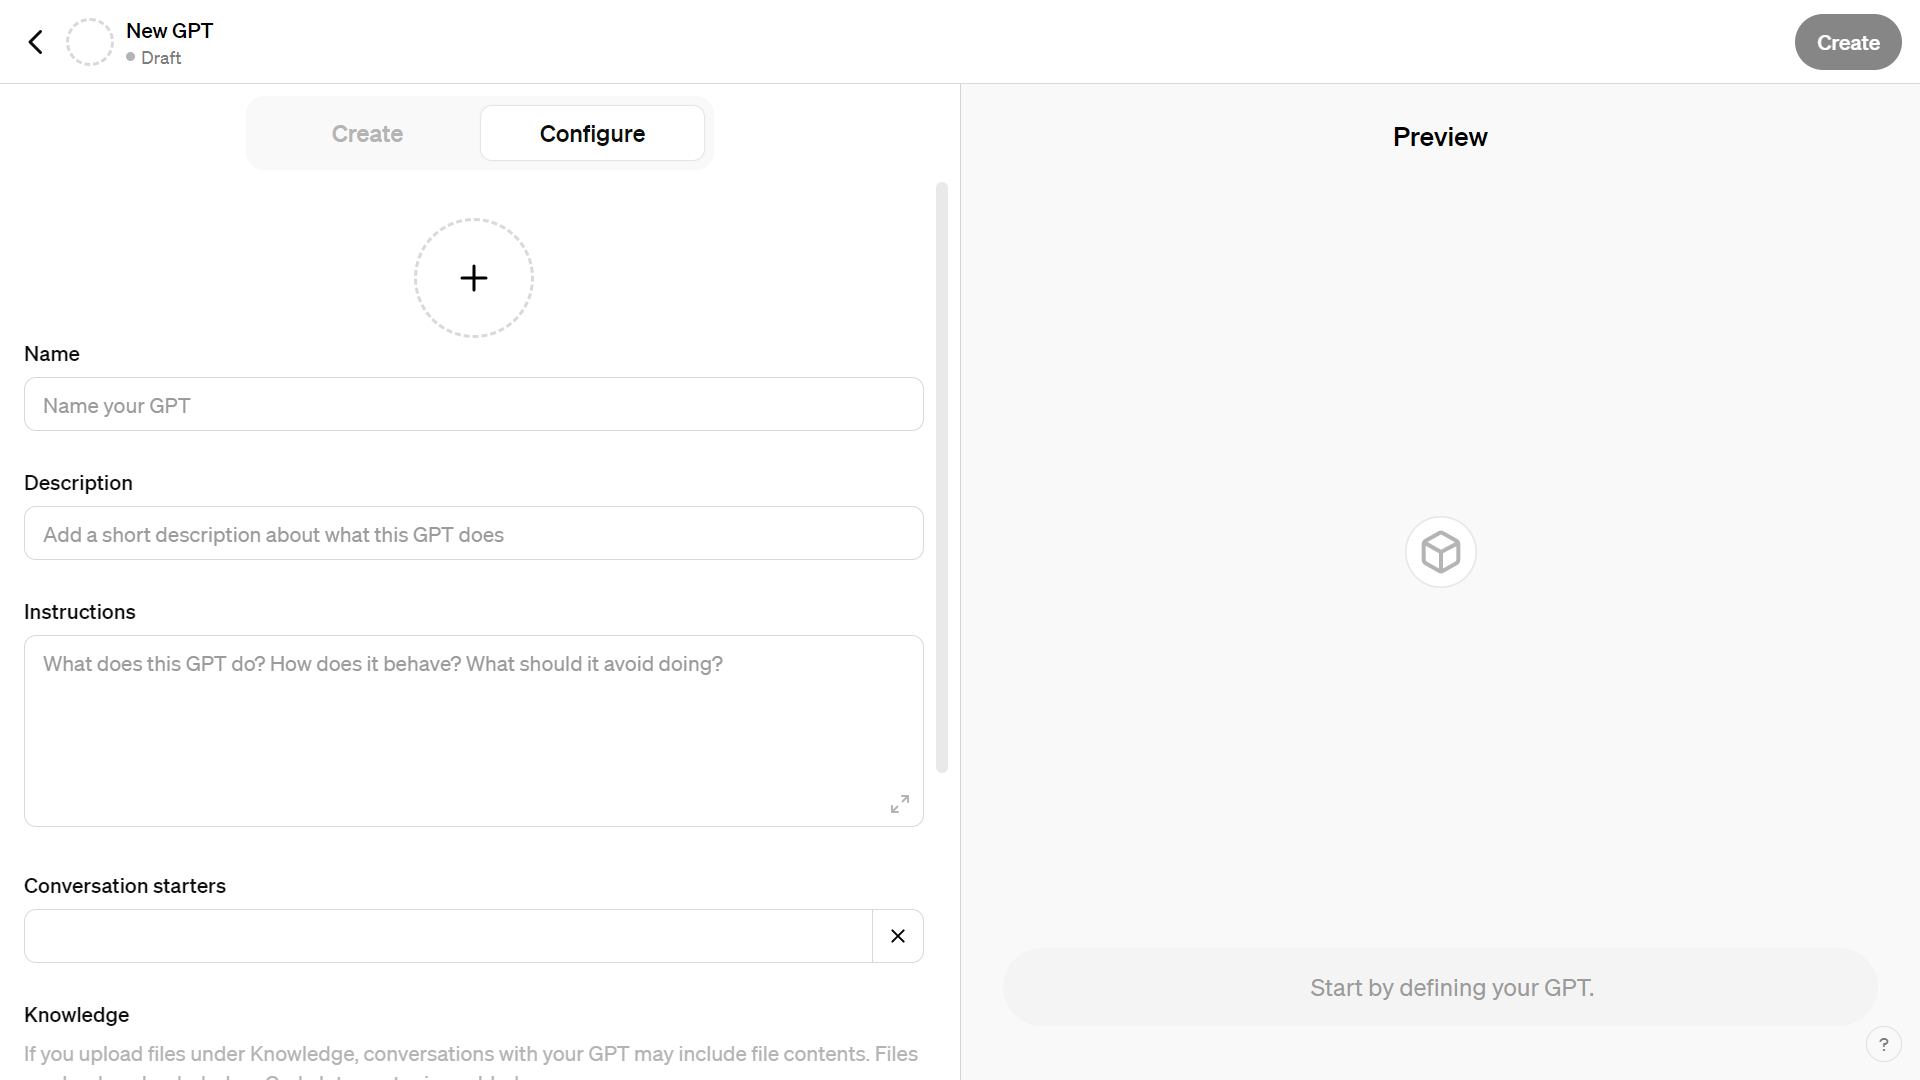 New GPT
Draft
Create
Create
Configure
Preview
Name
Name your GPT
Description
Add a short description about what this GPT does
Instructions
What does this GPT do? How does it behave? What should it avoid doing?
Conversation starters
Knowledge
If you upload files under Knowledge, conversations with your GPT may include file contents. Files
Start by defining your GPT.
?